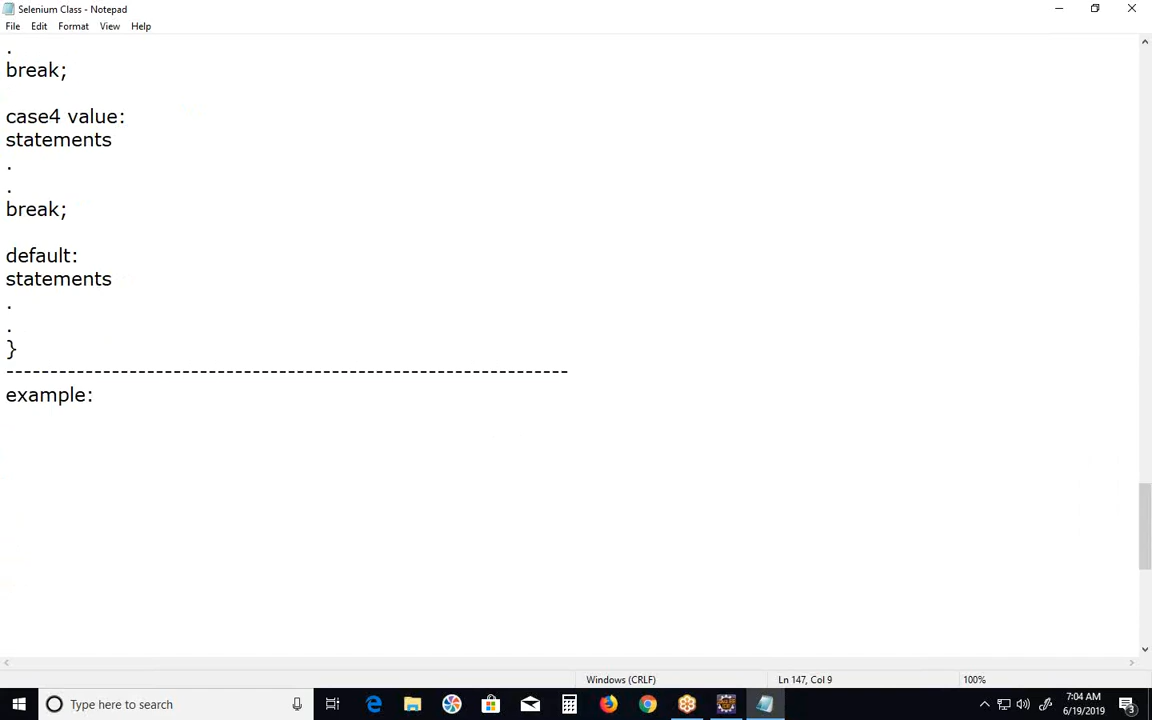 Selenium Class - Notepad
File Edit Format View Help
.
break;
case4 value:
statements
.
.
break;
default:
statements
.
.
}
----------------------------------------------------------------
example:
Windows (CRLF) Ln 147, Col 9 100%
Type here to search
7:04 AM
6/19/2019
3